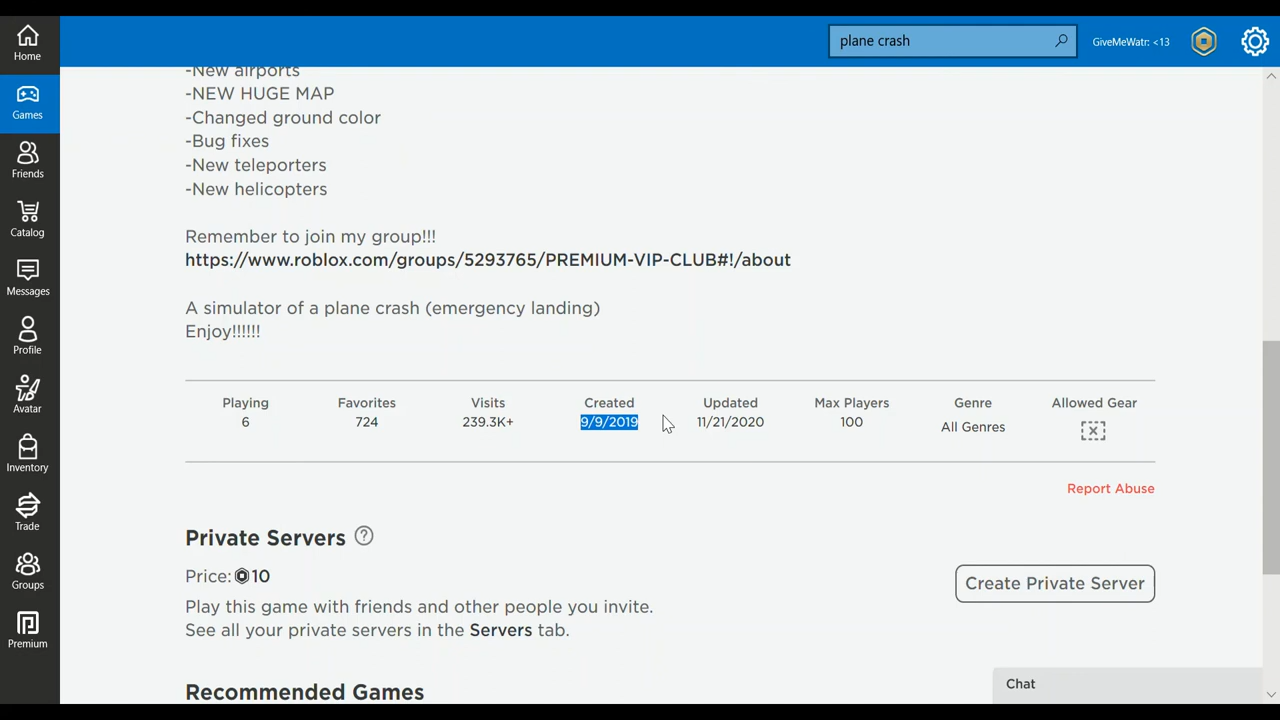 Home
Games
Friends
Catalog
Messages
Profile
Avatar
Inventory
Trade
Groups
Premium
plane crash
GiveMeWatr: <13
-New airports
-NEW HUGE MAP
-Changed ground color
-Bug fixes
-New teleporters
-New helicopters
Remember to join my group!!!
https://www.roblox.com/groups/5293765/PREMIUM-VIP-CLUB#!/about
A simulator of a plane crash (emergency landing)
Enjoy!!!!!!
Playing Favorites Visits Created Updated Max Players Genre Allowed Gear
6 724 239.3K+ 9/9/2019 11/21/2020 100 All Genres
Report Abuse
Private Servers ?
Price: 10
Create Private Server
Play this game with friends and other people you invite.
See all your private servers in the Servers tab.
Recommended Games
Chat